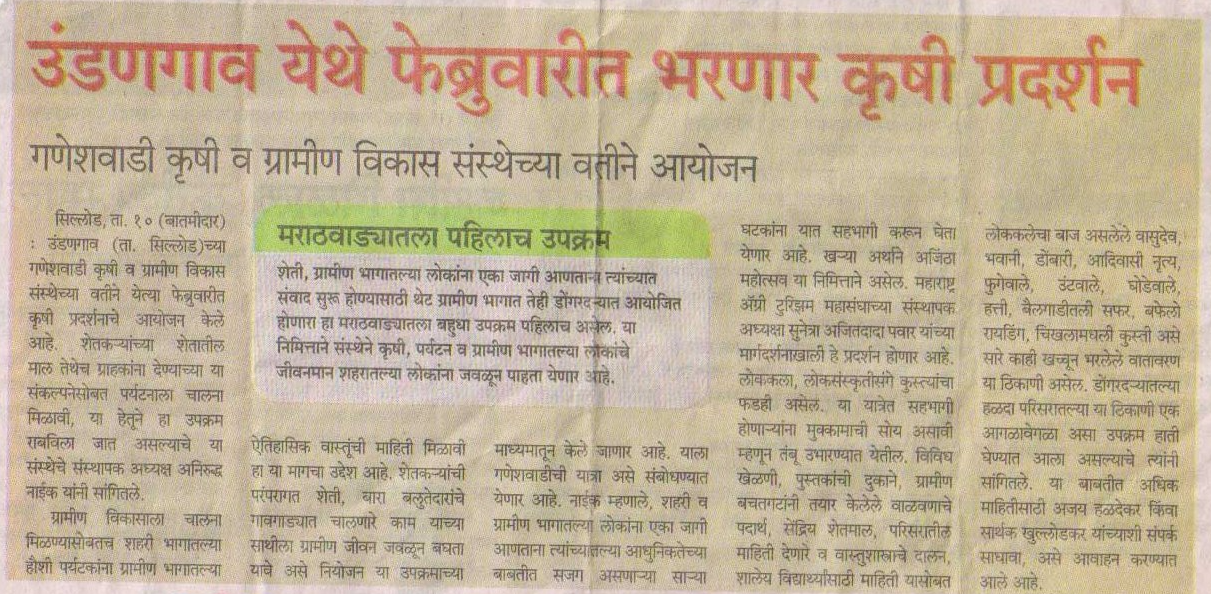 उंडणगाव येथे फेब्रुवारीत भरणार कृषी प्रदर्शन
गणेशवाडी कृषी व ग्रामीण विकास संस्थेच्या वतीने आयोजन
सिल्लोड, ता. १० (बातमीदार)
: उंडणगाव (ता. सिल्लोड)च्या
गणेशवाडी कृषी व ग्रामीण विकास
संस्थेच्या वतीने येत्या फेब्रुवारीत
कृषी प्रदर्शनाचे आयोजन केले
आहे. शेतकऱ्यांच्या शेतातील
माल तेथेच ग्राहकांना देण्याच्या या
संकल्पनेसोबत पर्यटनाला चालना
मिळावी, या हेतूने हा उपक्रम
राबविला जात असल्याचे या
संस्थेचे संस्थापक अध्यक्ष अनिरुद्ध
नाईक यांनी सांगितले.
ग्रामीण विकासाला चालना
मिळण्यासोबतच शहरी भागातल्या
हौशी पर्यटकांना ग्रामीण भागातल्या
मराठवाड्यातला पहिलाच उपक्रम
शेती, ग्रामीण भागातल्या लोकांना एका जागी आणताना त्यांच्यात
संवाद सुरू होण्यासाठी थेट ग्रामीण भागात तेही डोंगरदऱ्यात आयोजित
होणारा हा मराठवाड्यातला बहुधा उपक्रम पहिलाच असेल. या
निमित्ताने संस्थेने कृषी, पर्यटन व ग्रामीण भागातल्या लोकांचे
जीवनमान शहरातल्या लोकांना जवळून पाहता येणार आहे.
ऐतिहासिक वास्तूंची माहिती मिळावी
हा या मागचा उद्देश आहे. शेतकऱ्यांची
परंपरागत शेती, बारा बलुतेदारांचे
गावगाड्यात चालणारे काम याच्या
साथीला ग्रामीण जीवन जवळून बघता
यावे असे नियोजन या उपक्रमाच्या
माध्यमातून केले जाणार आहे. याला
गणेशवाडीची यात्रा असे संबोधण्यात
येणार आहे. नाईक म्हणाले, शहरी व
ग्रामीण भागातल्या लोकांना एका जागी
आणताना त्यांच्यातल्या आधुनिकतेच्या
बाबतीत सजग असणाऱ्या साऱ्या
घटकांना यात सहभागी करून घेता
येणार आहे. खऱ्या अर्थाने अजिंठा
महोत्सव या निमित्ताने असेल. महाराष्ट्र
अॅग्री टुरिझम महासंघाच्या संस्थापक
अध्यक्षा सुनेत्रा अजितदादा पवार यांच्या
मार्गदर्शनाखाली हे प्रदर्शन होणार आहे.
लोककला, लोकसंस्कृतीसंगे कुस्त्यांचा
फडही असेल. या यात्रेत सहभागी
होणाऱ्यांना मुक्कामाची सोय असावी
म्हणून तंबू उभारण्यात येतील. विविध
खेळणी, पुस्तकांची दुकाने, ग्रामीण
बचतगटांनी तयार केलेले वाळवणाचे
पदार्थ, सेंद्रिय शेतमाल, परिसरातील
माहिती देणारे व वास्तुशास्त्राचे दालन,
शालेय विद्यार्थ्यांसाठी माहिती यासोबत
लोककलेचा बाज असलेले वासुदेव,
भवानी, डोंबारी, आदिवासी नृत्य,
फुगेवाले, उंटवाले, घोडेवाले,
हत्ती, बैलगाडीतली सफर, बफेलो
रायडिंग, चिखलामधली कुस्ती असे
सारे काही खच्चून भरलेले वातावरण
या ठिकाणी असेल. डोंगरदऱ्यातल्या
हळदा परिसरातल्या या ठिकाणी एक
आगळावेगळा असा उपक्रम हाती
घेण्यात आला असल्याचे त्यांनी
सांगितले. या बाबतीत अधिक
माहितीसाठी अजय हळदेकर किंवा
सार्थक खुल्लोडकर यांच्याशी संपर्क
साधावा, असे आवाहन करण्यात
आले आहे.